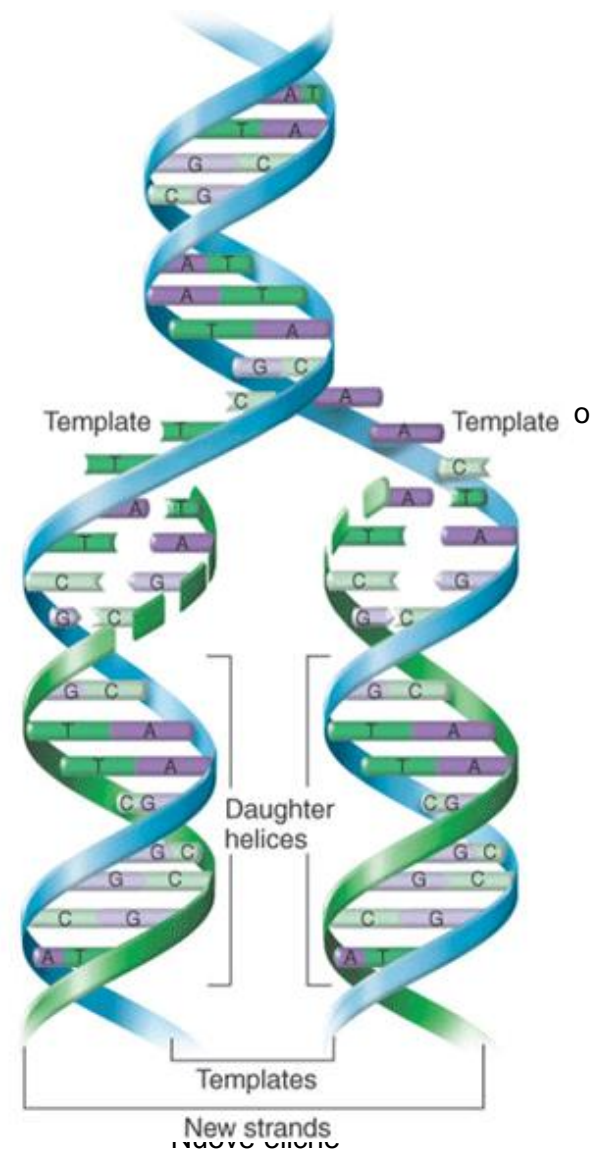 A T
T A
G C
C G
A T
A T
T A
G C
C A
Template Template o
T A
T C
A T A T
T A T A
C G C G
G C G C
G C G C
T A T A
T A T A
C G C G
Daughter
helices
G C G C
G C G C
C G C G
A T A T
Templates
New strands